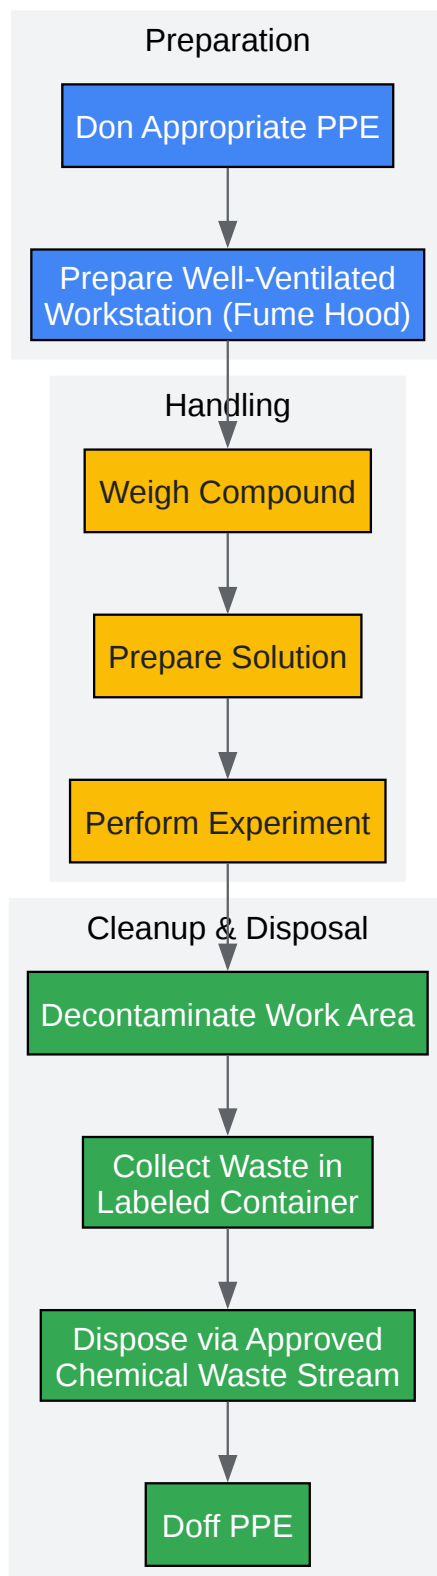 Preparation
Don Appropriate PPE
Prepare Well-Ventilated
Workstation (Fume Hood)
Handling
Weigh Compound
Prepare Solution
Perform Experiment
Cleanup & Disposal
Decontaminate Work Area
Collect Waste in
Labeled Container
Dispose via Approved
Chemical Waste Stream
Doff PPE